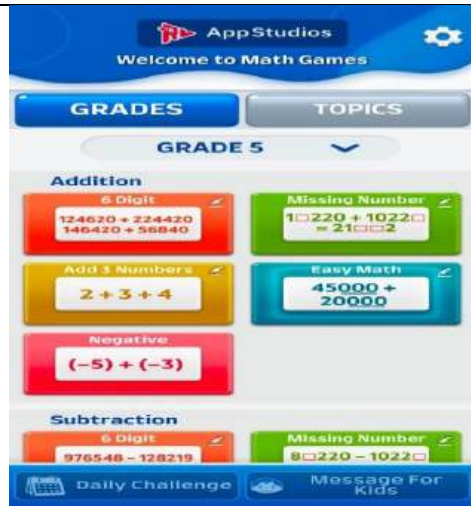 AppStudios
Welcome to Math Games
GRADES
TOPICS
GRADE 5
Addition
6 Digit
124620 + 224420
146420 + 56840
Missing Number
1□220 + 1022□
= 21□□2
Add 3 Numbers
2 + 3 + 4
Easy Math
45000 +
20000
Negative
(-5) + (-3)
Subtraction
6 Digit
976548 - 128219
Missing Number
8□220 - 1022□
Daily Challenge
Message For
Kids